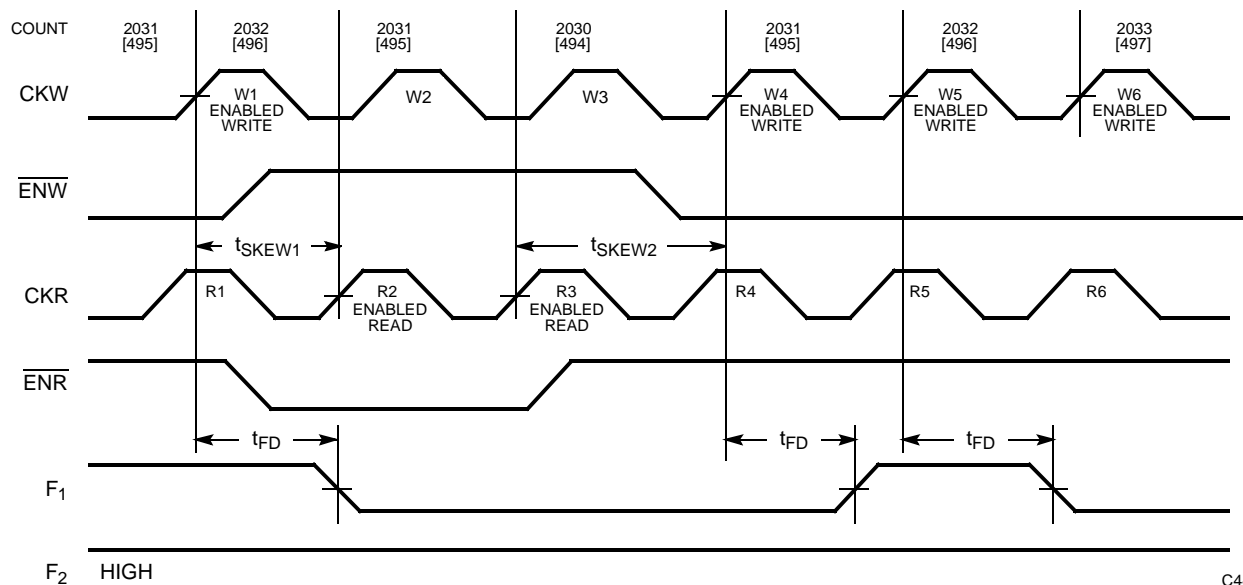 COUNT 2031 2032 2031 2030 2031 2032 2033
[495] [496] [495] [494] [495] [496] [497]
CKW W1 W2 W3 W4 W5 W6
ENABLED ENABLED ENABLED ENABLED
WRITE WRITE WRITE WRITE
ENW
tSKEW1 tSKEW2
CKR R1 R2 R3 R4 R5 R6
ENABLED ENABLED
READ READ
ENR
tFD tFD tFD
F1
F2 HIGH
C4